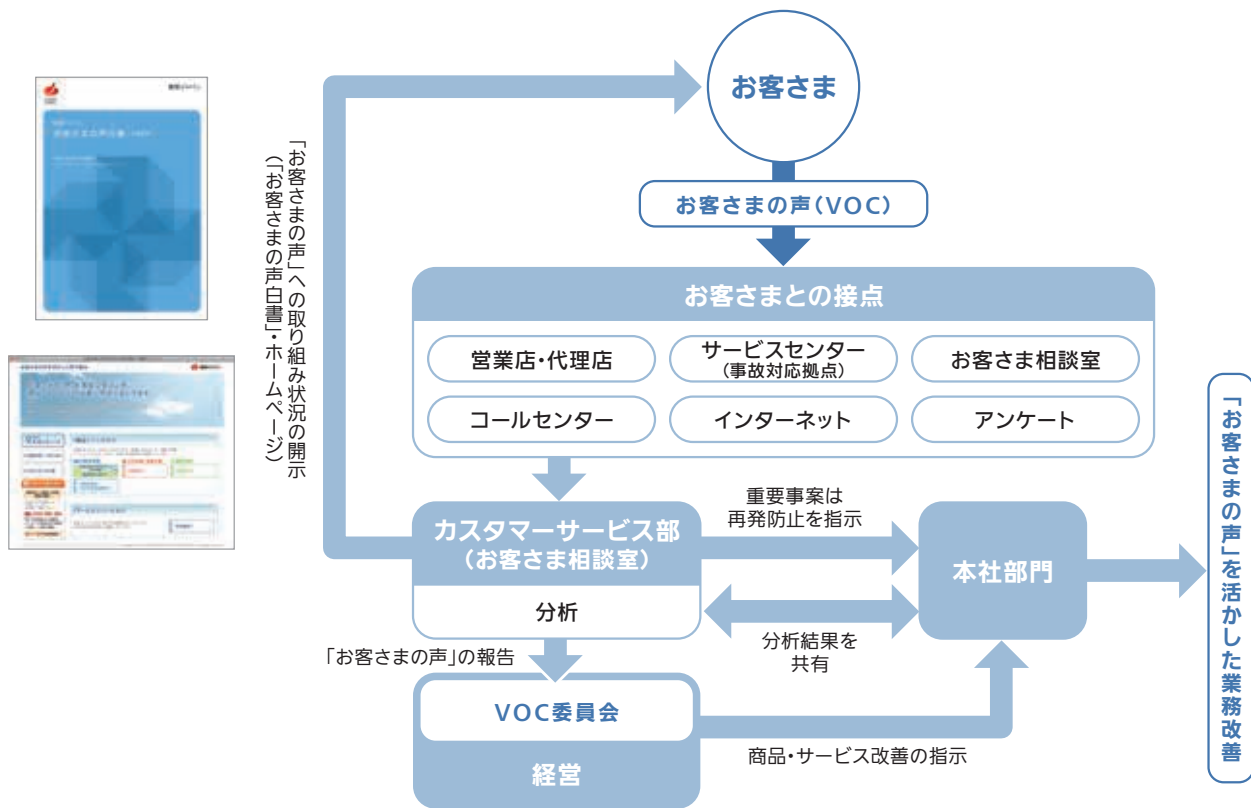 お客さま
お客さまの声(VOC)
「お客さまの声」への取り組み状況の開示
(「お客さまの声白書」・ホームページ)
お客さまとの接点
営業店・代理店
サービスセンター
(事故対応拠点)
お客さま相談室
コールセンター
インターネット
アンケート
カスタマーサービス部
(お客さま相談室)
分析
重要事案は
再発防止を指示
本社部門
分析結果を
共有
「お客さまの声」の報告
VOC委員会
経営
商品・サービス改善の指示
「お客さまの声」を活かした業務改善